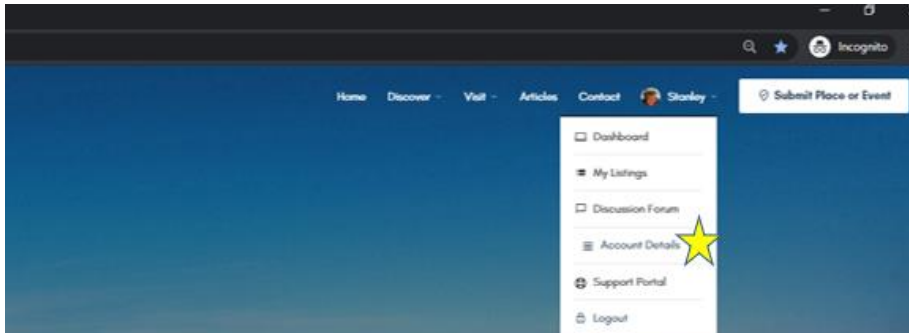 Incognito
Home Discover Visit Articles Contact Stanley Submit Place or Event
Dashboard
My Listings
Discussion Forum
Account Details
Support Portal
Logout